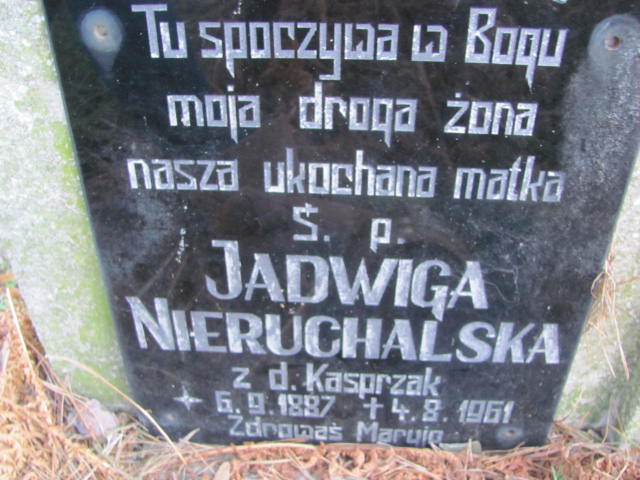 Tu spoczywa w Bogu
moja droga żona
nasza ukochana matka
Ś. p.
JADWIGA
NIERUCHALSKA
z d. Kasprzak
6.9.1887 +4.8.1961
Zdrowaś Maryjo